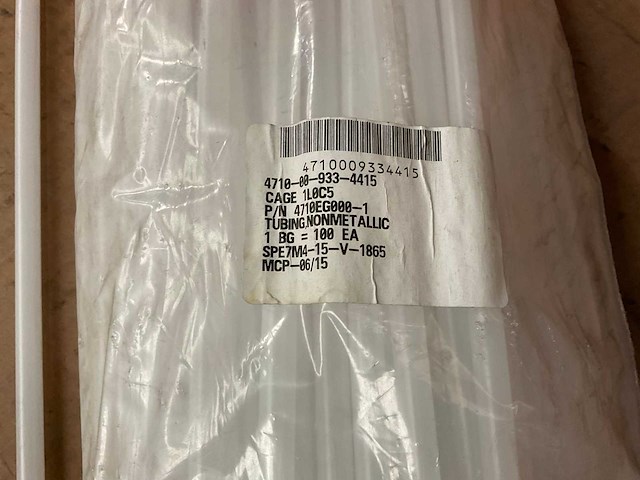 4710009334415
4710-00-933-4415
CAGE 1L0C5
P/N 4710EG000-1
TUBING,NONMETALLIC
1 BG = 100 EA
SPE7M4-15-V-1865
MCP-06/15